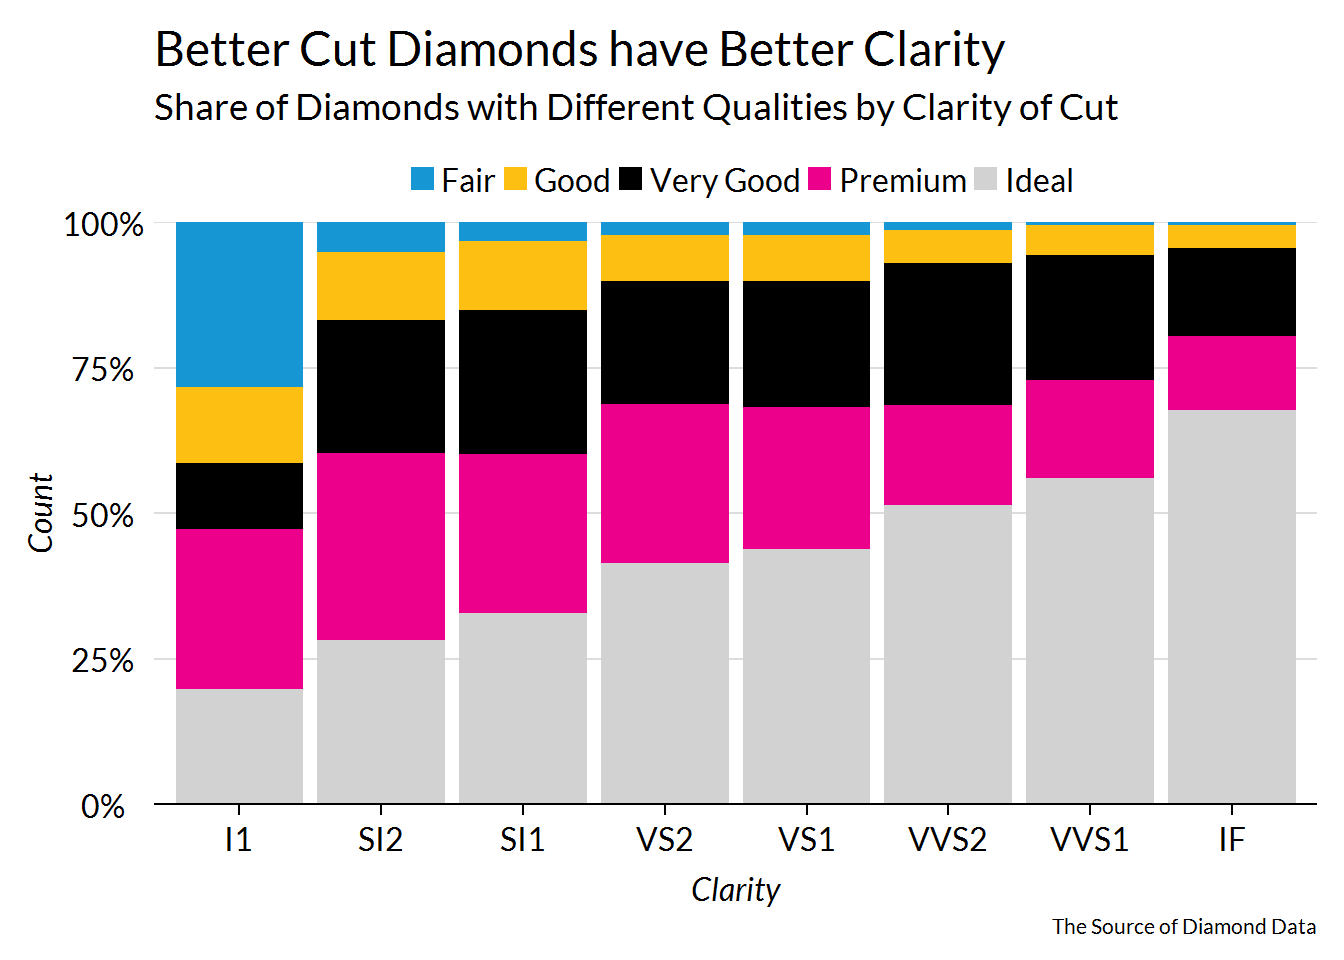 Better Cut Diamonds have Better Clarity
Share of Diamonds with Different Qualities by Clarity of Cut
Fair Good Very Good Premium Ideal
100%
75%
50%
25%
0%
Count
I1 SI2 SI1 VS2 VS1 VVS2 VVS1 IF
Clarity
The Source of Diamond Data